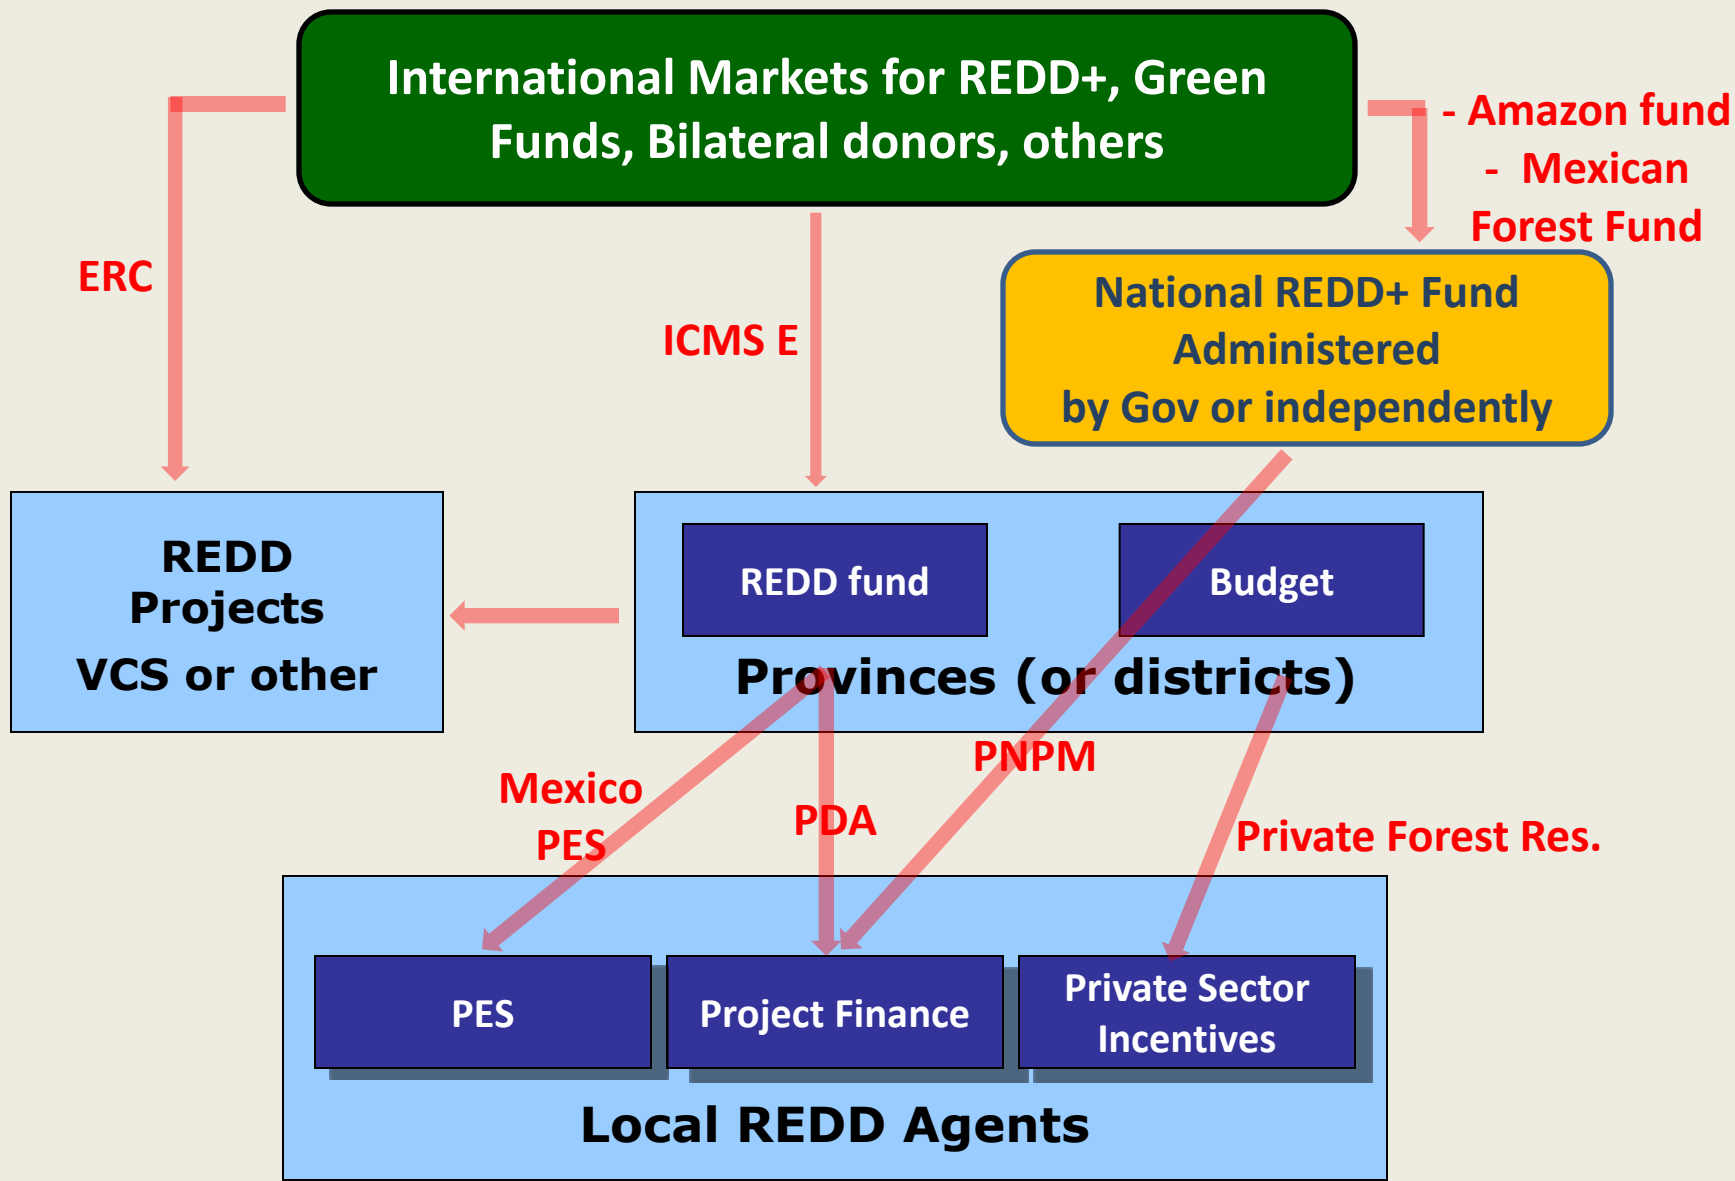 International Markets for REDD+, Green
Funds, Bilateral donors, others
- Amazon fund
- Mexican
Forest Fund
ERC
ICMS E
National REDD+ Fund
Administered
by Gov or independently
REDD
Projects
VCS or other
REDD fund
Budget
Provinces (or districts)
Mexico
PES
PDA
PNPM
Private Forest Res.
PES
Project Finance
Private Sector
Incentives
Local REDD Agents